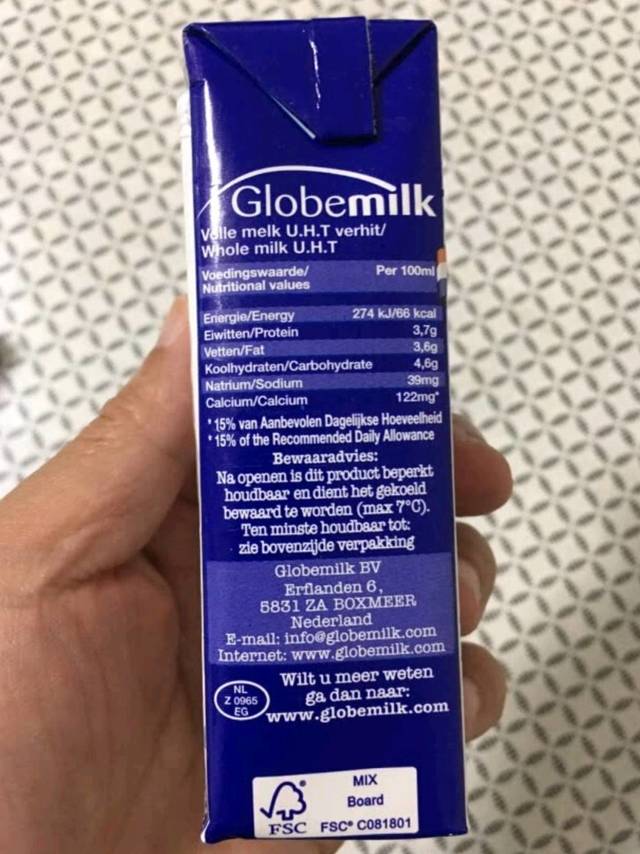 Globemilk
Volle melk U.H.T verhit/
Whole milk U.H.T
Voedingswaarde/ Per 100ml
Nutritional values
Energie/Energy 274 kJ/66 kcal
Eiwitten/Protein 3,7g
Vetten/Fat 3,6g
Koolhydraten/Carbohydrate 4,6g
Natrium/Sodium 39mg
Calcium/Calcium 122mg*
*15% van Aanbevolen Dagelijkse Hoeveelheid
*15% of the Recommended Daily Allowance
Bewaaradvies:
Na openen is dit product beperkt
houdbaar en dient het gekoeld
bewaard te worden (max 7°C).
Ten minste houdbaar tot:
zie bovenzijde verpakking
Globemilk BV
Erflanden 6,
5831 ZA BOXMEER
Nederland
E-mail: info@globemilk.com
Internet: www.globemilk.com
Wilt u meer weten
ga dan naar:
www.globemilk.com
NL
Z 0965
EG
MIX
Board
FSC FSC® C081801